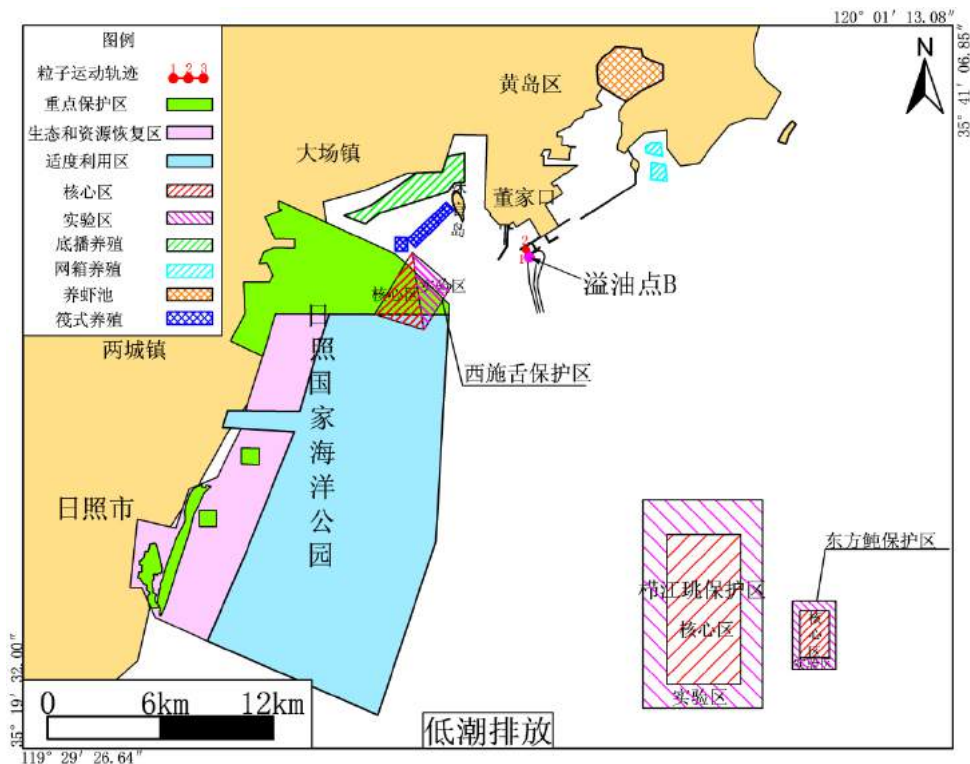 120° 01′ 13.08″
35° 41′ 06.85″
N
图例
粒子运动轨迹
1 2 3
重点保护区
生态和资源恢复区
适度利用区
核心区
实验区
底播养殖
网箱养殖
养虾池
筏式养殖
黄岛区
大场镇
董家口
2
1
溢油点B
核心区
实验区
西施舌保护区
两城镇
日照国家海洋公园
日照市
东方鲀保护区
栉江珧保护区
核心区
实验区
核心区
实验区
0 6km 12km
低潮排放
35° 19′ 32.00″
119° 29′ 26.64″